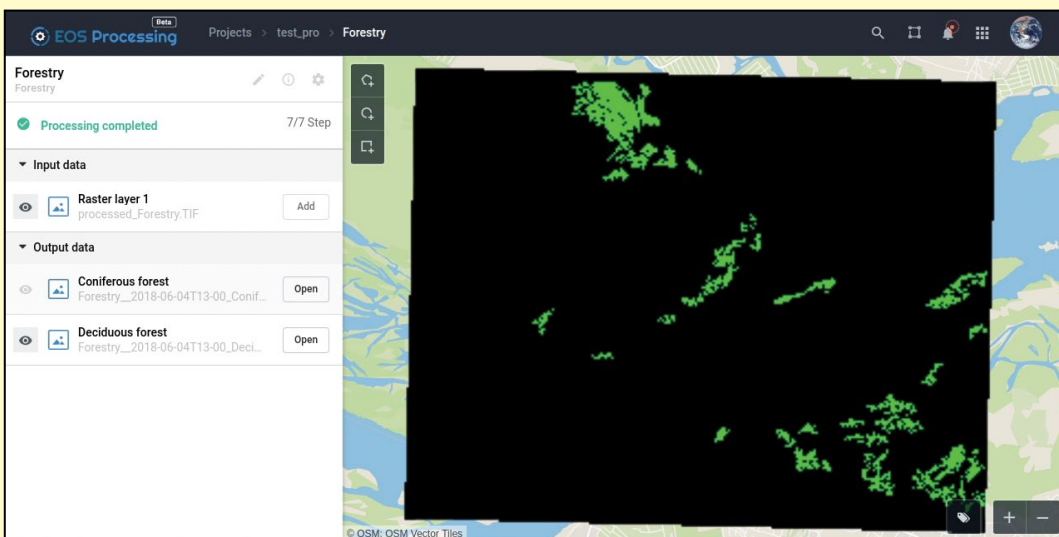 Beta
EOS Processing
Projects > test_pro > Forestry
Forestry
Forestry
Processing completed
7/7 Step
Input data
Raster layer 1
processed_Forestry.TIF
Add
Output data
Coniferous forest
Forestry__2018-06-04T13-00_Conif...
Open
Deciduous forest
Forestry__2018-06-04T13-00_Deci...
Open
© OSM; OSM Vector Tiles